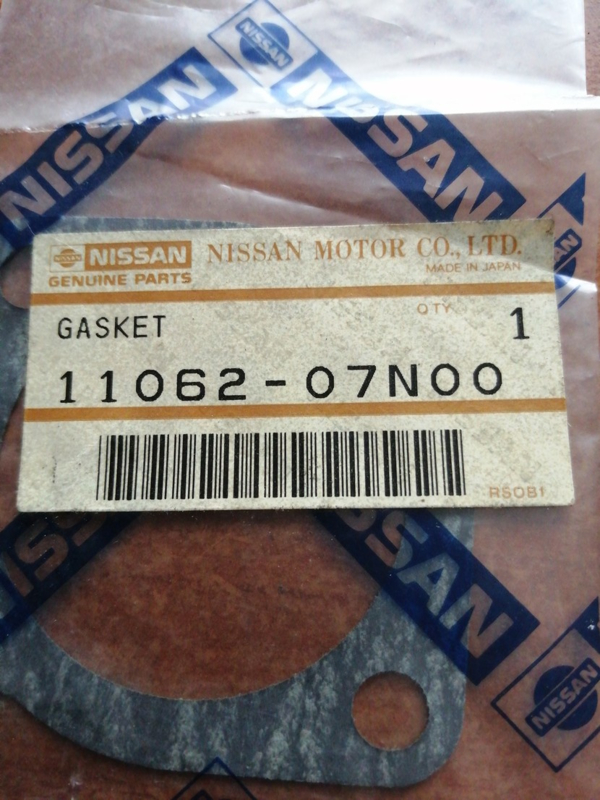 NISSAN
NISSAN
NISSAN
NISSAN NISSAN MOTOR CO., LTD.
GENUINE PARTS MADE IN JAPAN
GASKET QTY 1
11062-07N00
RSOB1
NISSAN
NISSAN
NISSAN